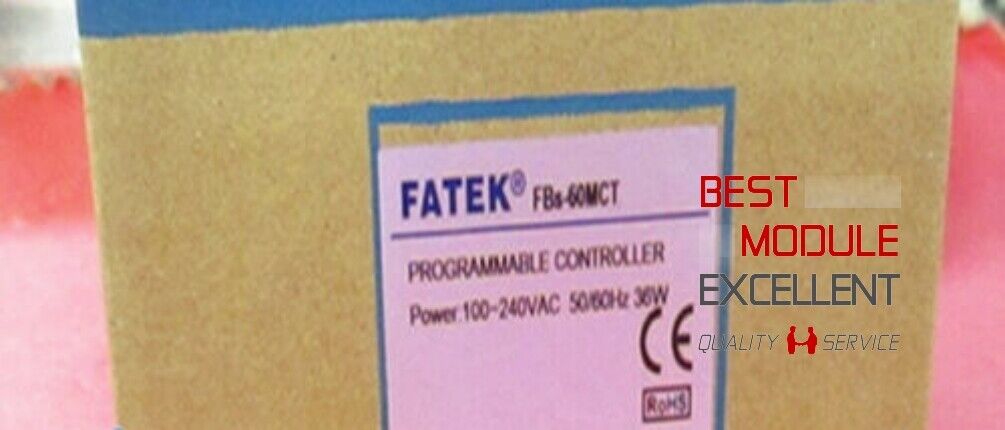 FATEK® FBs-60MCT
PROGRAMMABLE CONTROLLER
Power:100-240VAC 50/60Hz 36W
CE
RoHS
BEST
MODULE
EXCELLENT
QUALITY SERVICE